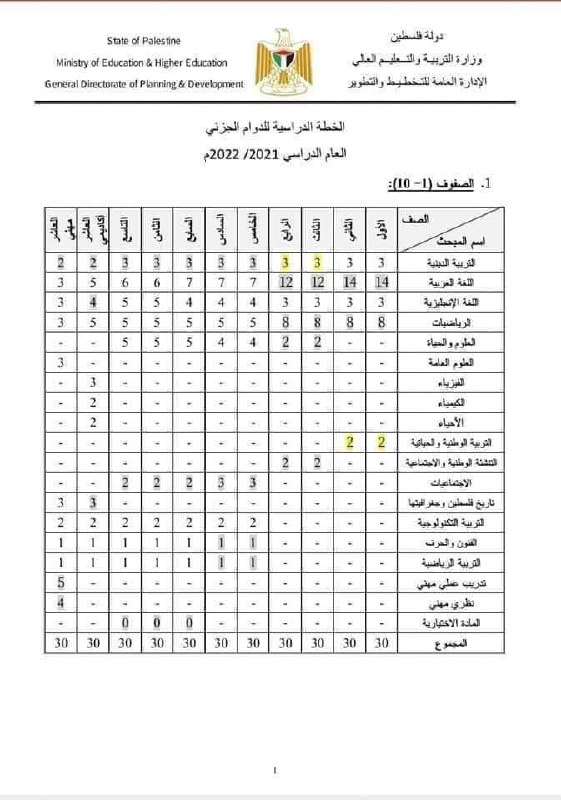 State of Palestine
Ministry of Education & Higher Education
General Directorate of Planning & Development
دولة فلسطين
وزارة التربية والتعليم العالي
الإدارة العامة للتخطيط والتطوير
الخطة الدراسية للدوام الجزئي
العام الدراسي 2021/ 2022م
1. الصفوف (1- 10):
الصف اسم المبحث الأول الثاني الثالث الرابع الخامس السادس السابع الثامن التاسع العاشر أكاديمي العاشر مهني
التربية الدينية 3 3 3 3 3 3 3 3 3 2 2
اللغة العربية 14 14 12 12 7 7 7 6 6 5 3
اللغة الإنجليزية 3 3 3 3 4 4 4 5 5 4 3
الرياضيات 8 8 8 8 5 5 5 5 5 5 3
العلوم والحياة - - 2 2 4 4 5 5 5 - -
العلوم العامة - - - - - - - - - - 3
الفيزياء - - - - - - - - - 3 -
الكيمياء - - - - - - - - - 2 -
الأحياء - - - - - - - - - 2 -
التربية الوطنية والحياتية 2 2 - - - - - - - - -
التنشئة الوطنية والاجتماعية - - 2 2 - - - - - - -
الاجتماعيات - - - - 3 3 2 2 2 - -
تاريخ فلسطين وجغرافيتها - - - - - - - - - 3 3
التربية التكنولوجية - - - - 2 2 2 2 2 2 2
الفنون والحرف - - - - 1 1 1 1 1 1 1
التربية الرياضية - - - - 1 1 1 1 1 1 1
تدريب عملي مهني - - - - - - - - - - 5
نظري مهني - - - - - - - - - - 4
المادة الاختيارية - - - - - - 0 0 0 - -
المجموع 30 30 30 30 30 30 30 30 30 30 30
1